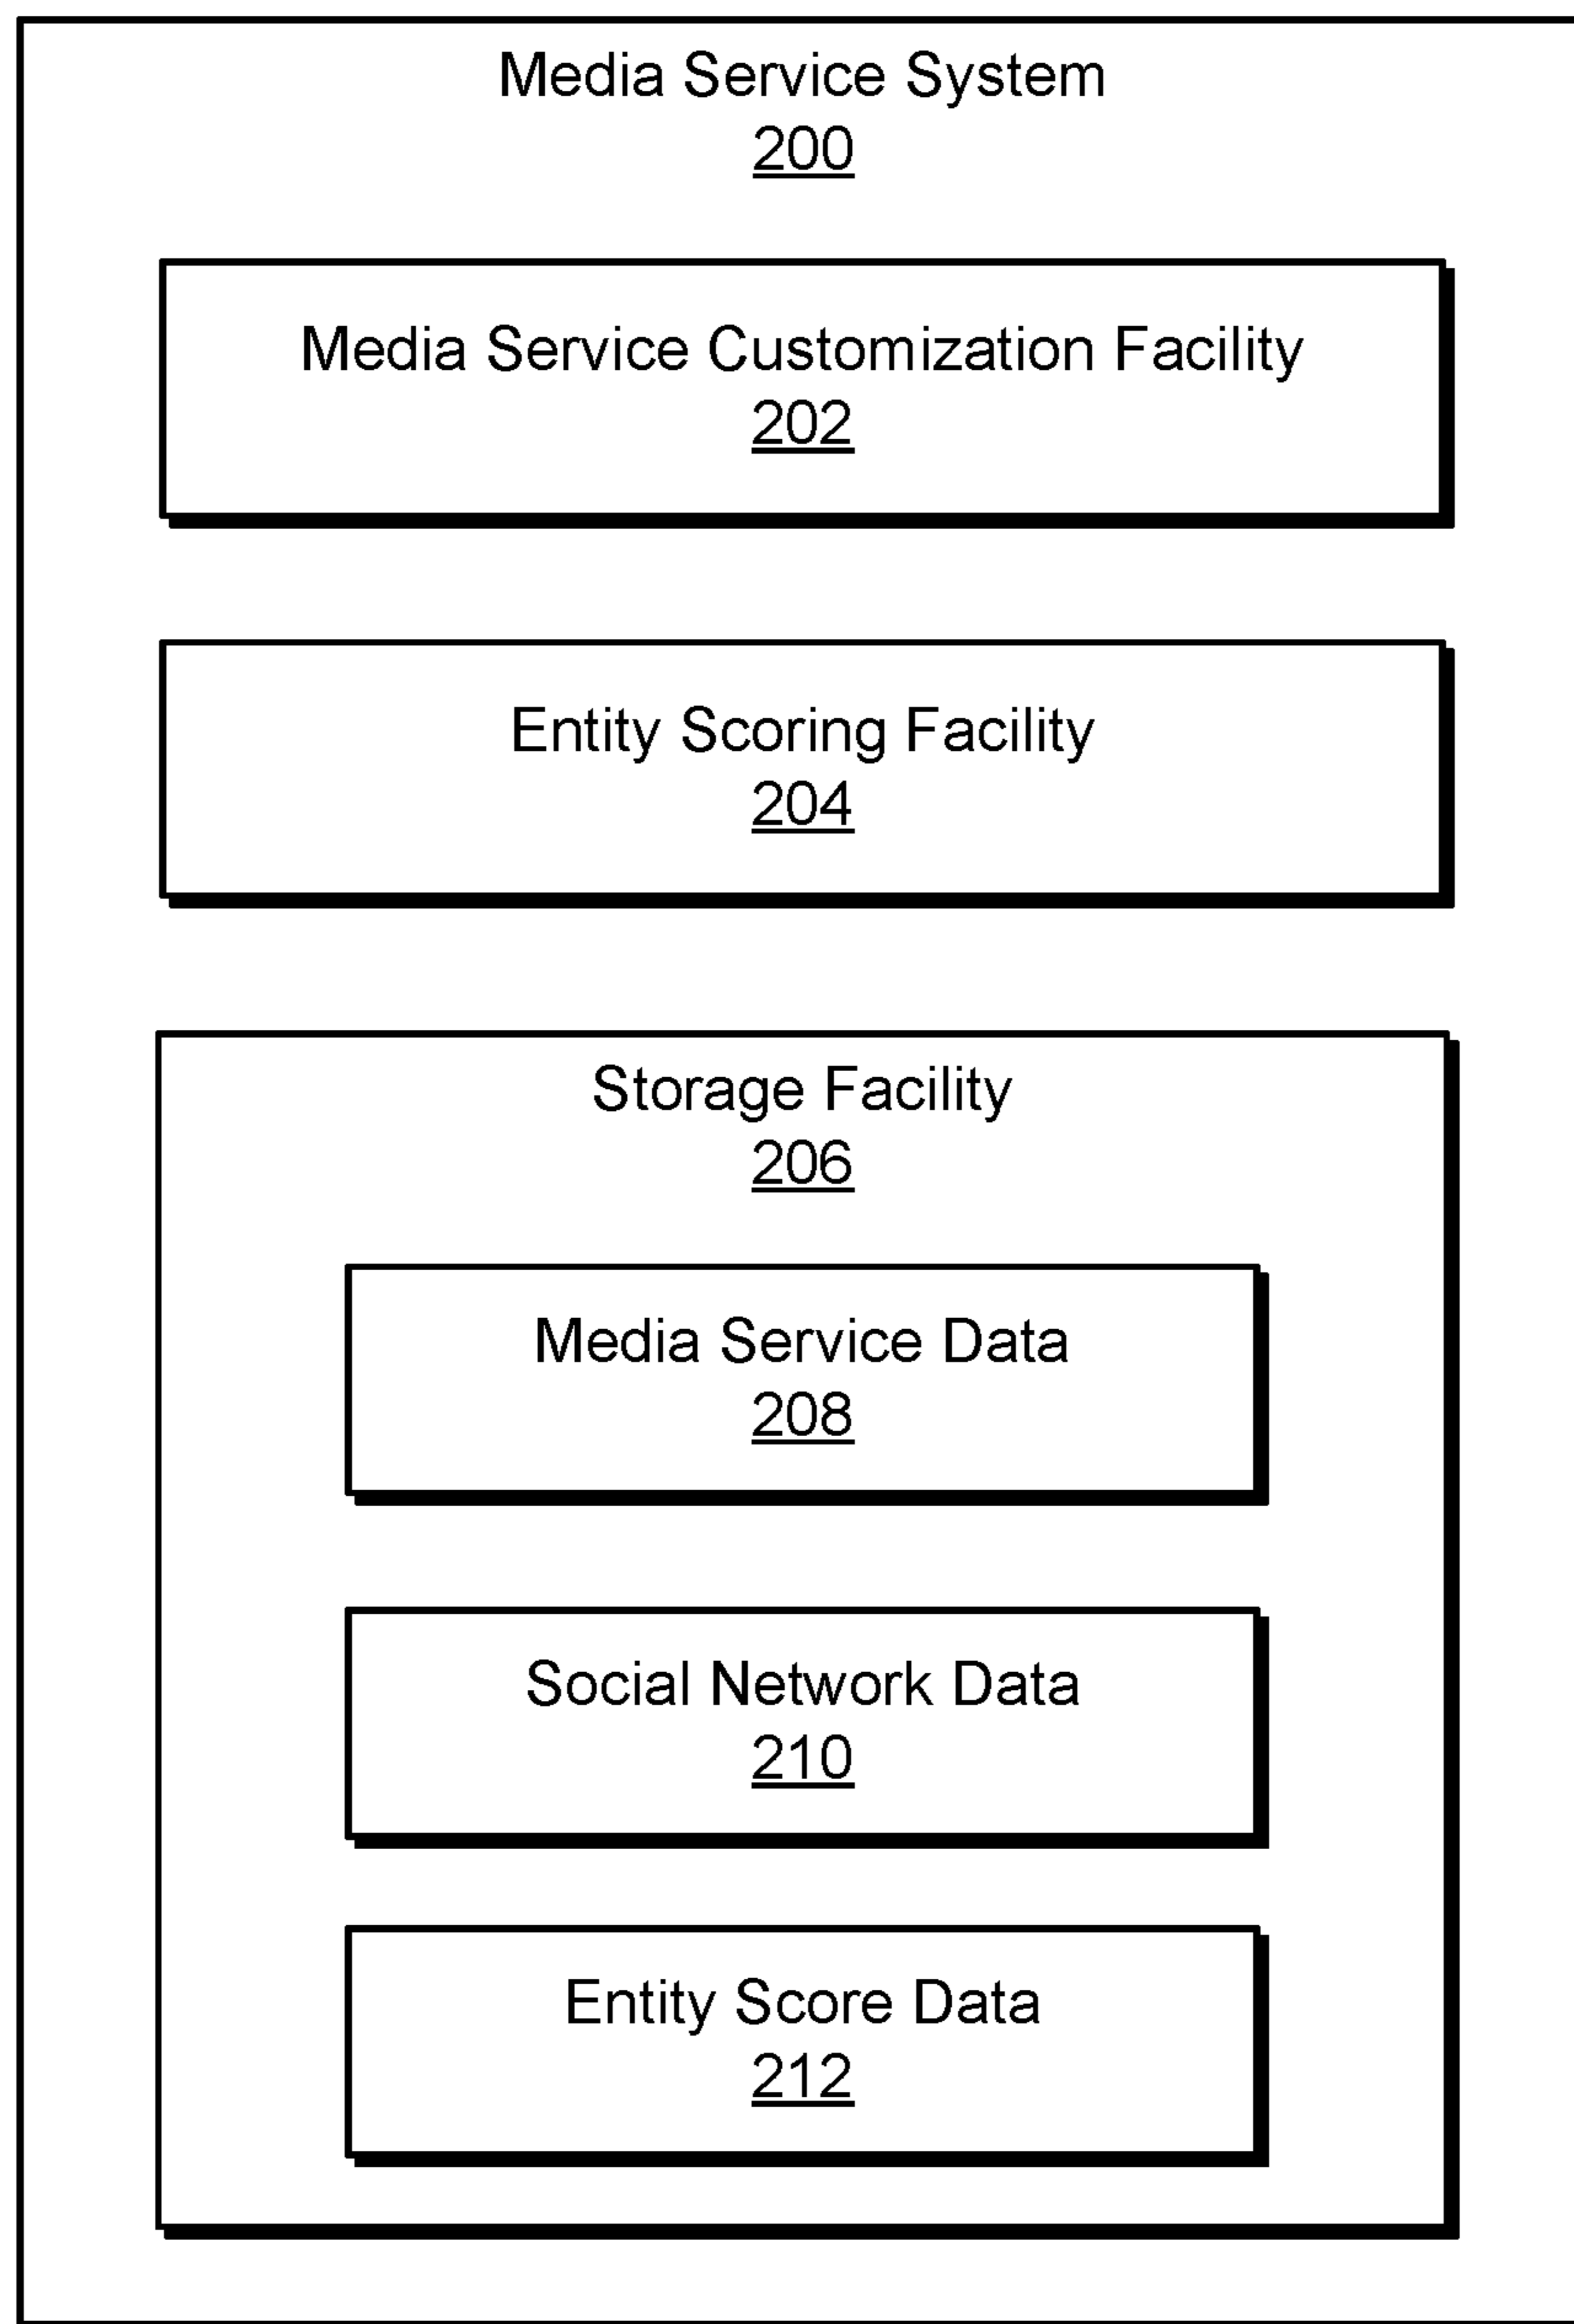 Media Service System
200
Media Service Customization Facility
202
Entity Scoring Facility
204
Storage Facility
206
Media Service Data
208
Social Network Data
210
Entity Score Data
212